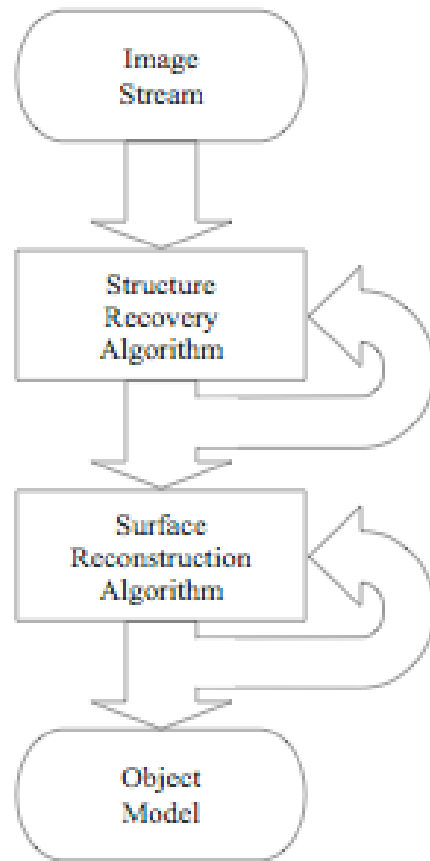 Image
Stream
Structure
Recovery
Algorithm
Surface
Reconstruction
Algorithm
Object
Model